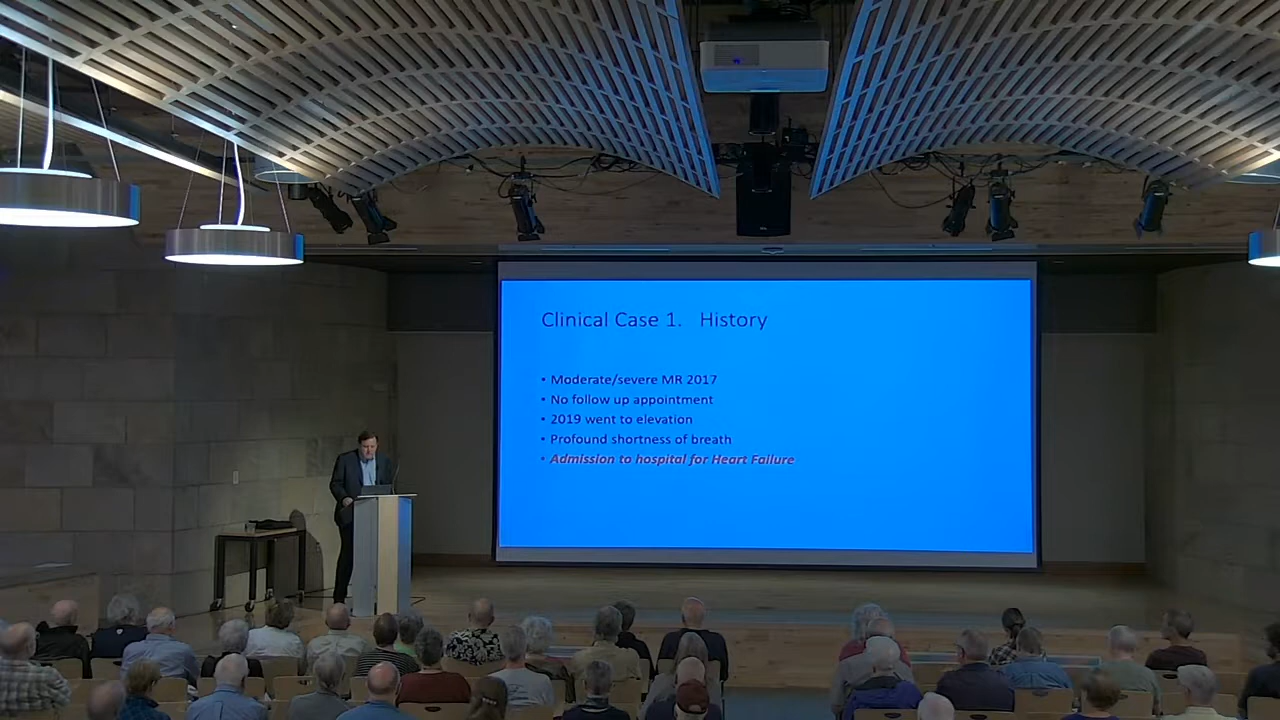 Clinical Case 1. History
• Moderate/severe MR 2017
• No follow up appointment
• 2019 went to elevation
• Profound shortness of breath
• Admission to hospital for Heart Failure